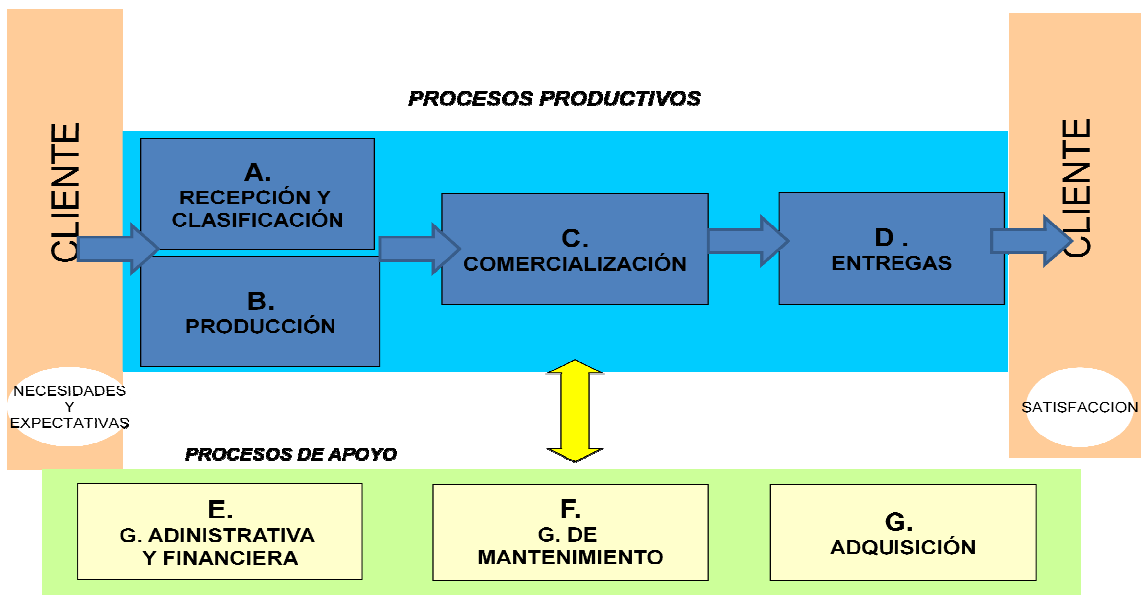 PROCESOS PRODUCTIVOS
CLIENTE
A.
RECEPCIÓN Y
CLASIFICACIÓN
B.
PRODUCCIÓN
C.
COMERCIALIZACIÓN
D .
ENTREGAS
CLIENTE
NECESIDADES
Y
EXPECTATIVAS
SATISFACCION
PROCESOS DE APOYO
E.
G. ADINISTRATIVA
Y FINANCIERA
F.
G. DE
MANTENIMIENTO
G.
ADQUISICIÓN